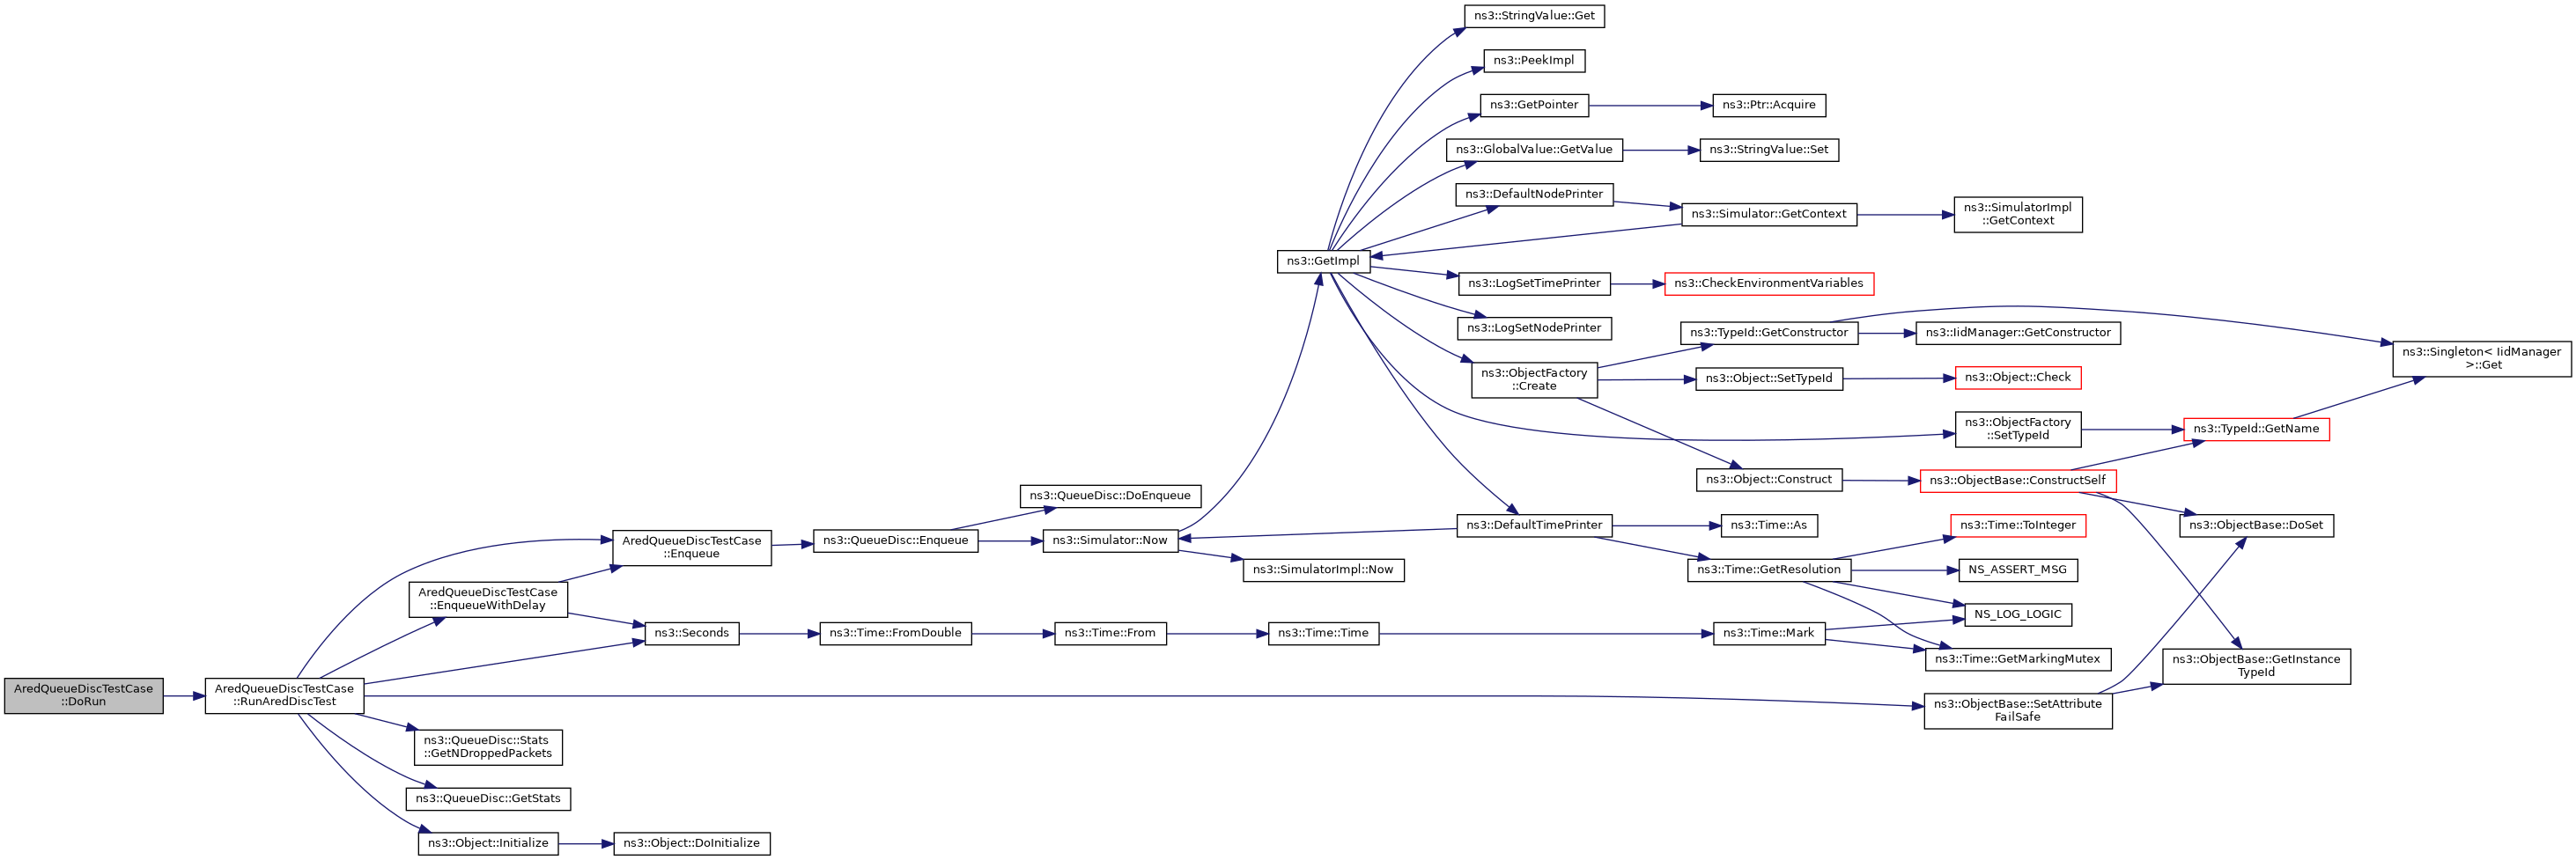 ns3::StringValue::Get
ns3::PeekImpl
ns3::GetPointer
ns3::Ptr::Acquire
ns3::GlobalValue::GetValue
ns3::StringValue::Set
ns3::DefaultNodePrinter
ns3::Simulator::GetContext
ns3::SimulatorImpl
::GetContext
ns3::GetImpl
ns3::LogSetTimePrinter
ns3::CheckEnvironmentVariables
ns3::LogSetNodePrinter
ns3::TypeId::GetConstructor
ns3::IidManager::GetConstructor
ns3::Singleton< IidManager
>::Get
ns3::ObjectFactory
::Create
ns3::Object::SetTypeId
ns3::Object::Check
ns3::ObjectFactory
::SetTypeId
ns3::TypeId::GetName
ns3::Object::Construct
ns3::ObjectBase::ConstructSelf
ns3::QueueDisc::DoEnqueue
ns3::DefaultTimePrinter
ns3::Time::As
ns3::Time::ToInteger
ns3::ObjectBase::DoSet
AredQueueDiscTestCase
::Enqueue
ns3::QueueDisc::Enqueue
ns3::Simulator::Now
ns3::SimulatorImpl::Now
ns3::Time::GetResolution
NS_ASSERT_MSG
AredQueueDiscTestCase
::EnqueueWithDelay
NS_LOG_LOGIC
ns3::Seconds
ns3::Time::FromDouble
ns3::Time::From
ns3::Time::Time
ns3::Time::Mark
ns3::Time::GetMarkingMutex
ns3::ObjectBase::GetInstance
TypeId
AredQueueDiscTestCase
::DoRun
AredQueueDiscTestCase
::RunAredDiscTest
ns3::ObjectBase::SetAttribute
FailSafe
ns3::QueueDisc::Stats
::GetNDroppedPackets
ns3::QueueDisc::GetStats
ns3::Object::Initialize
ns3::Object::DoInitialize